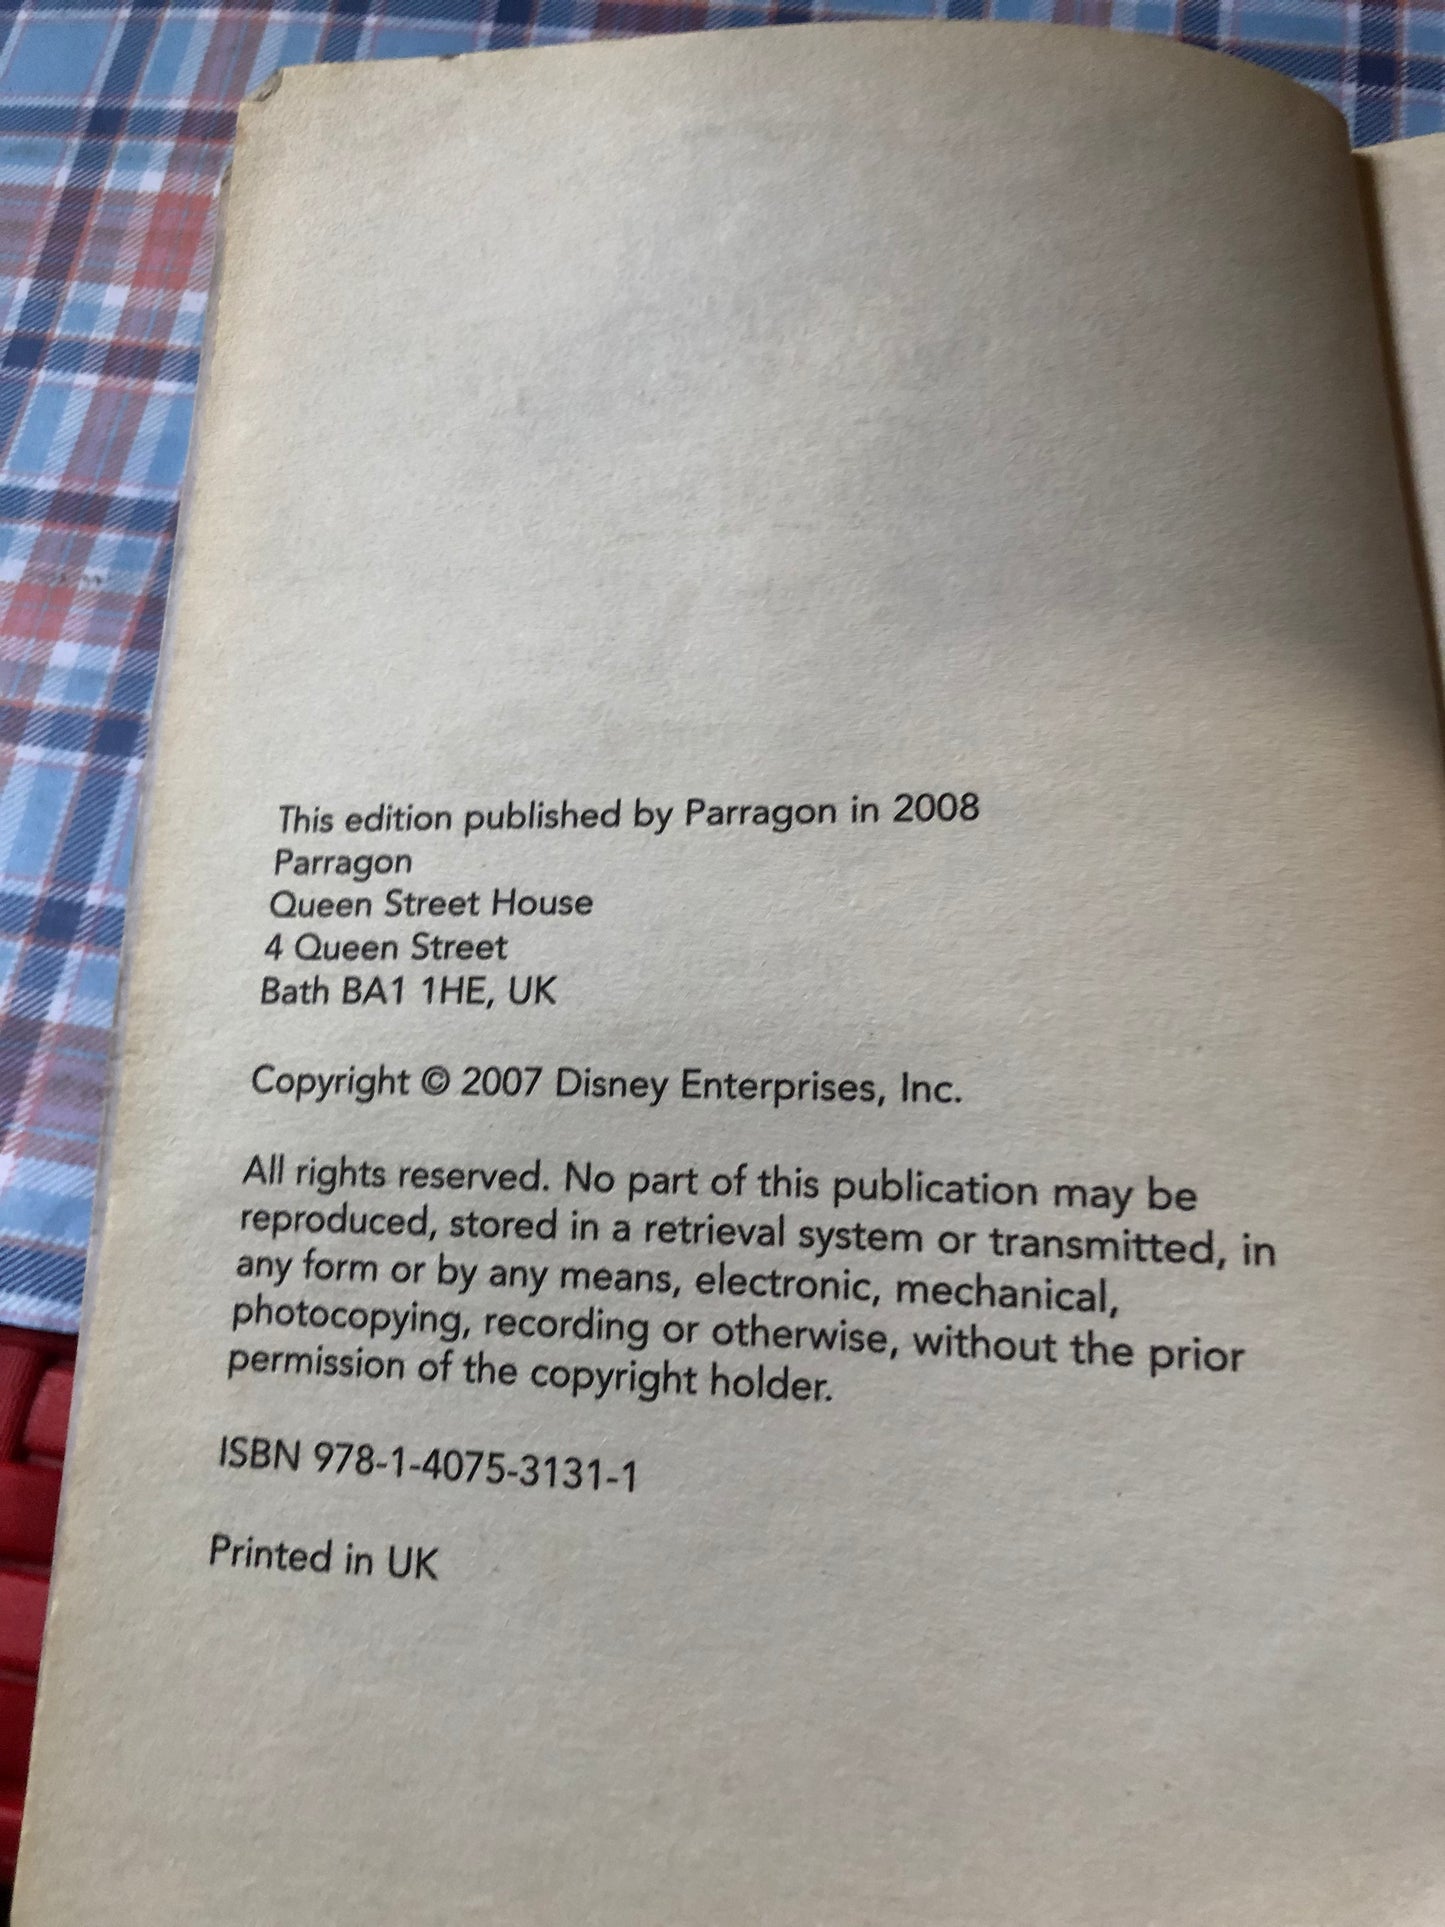 This edition published by Parragon in 2008
Parragon
Queen Street House
4 Queen Street
Bath BA1 1HE, UK
Copyright © 2007 Disney Enterprises, Inc.
All rights reserved. No part of this publication may be
reproduced, stored in a retrieval system or transmitted, in
any form or by any means, electronic, mechanical,
photocopying, recording or otherwise, without the prior
permission of the copyright holder.
ISBN 978-1-4075-3131-1
Printed in UK